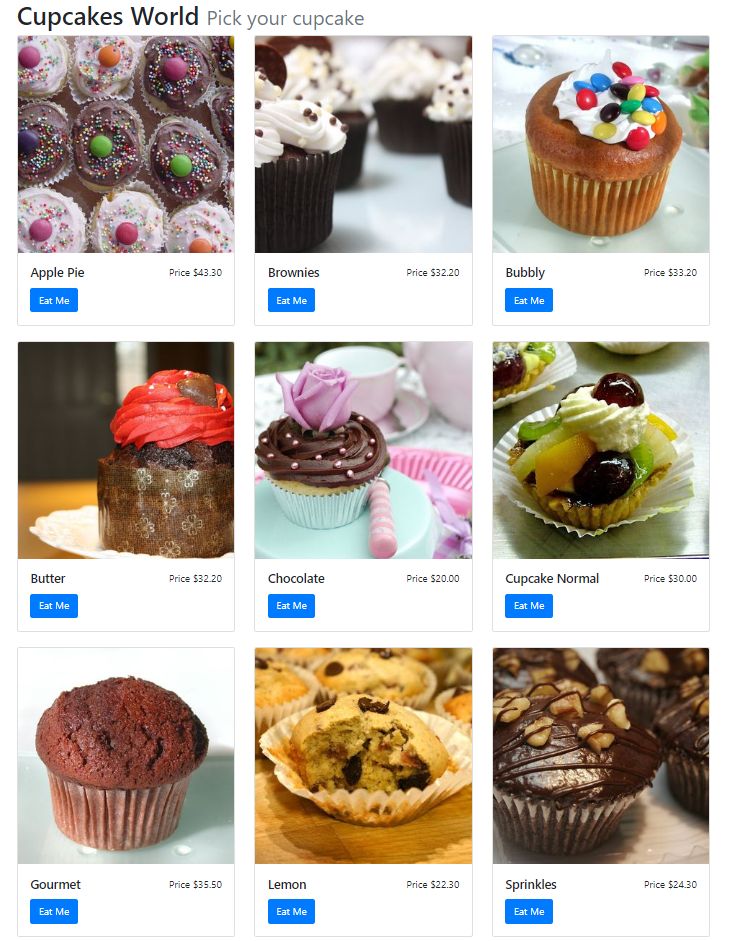 Cupcakes World Pick your cupcake
Apple Pie Price $43.30
Eat Me
Brownies Price $32.20
Eat Me
Bubbly Price $33.20
Eat Me
Butter Price $32.20
Eat Me
Chocolate Price $20.00
Eat Me
Cupcake Normal Price $30.00
Eat Me
Gourmet Price $35.50
Eat Me
Lemon Price $22.30
Eat Me
Sprinkles Price $24.30
Eat Me